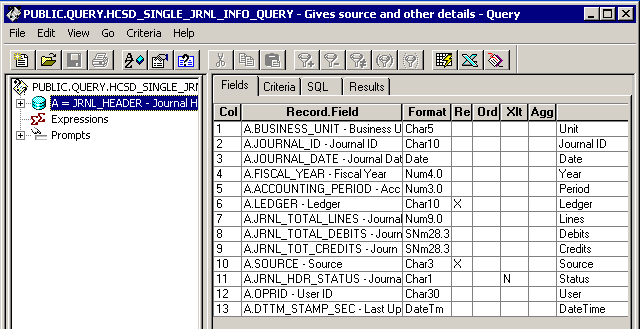 PUBLIC.QUERY.HCSD_SINGLE_JRNL_INFO_QUERY - Gives source and other details - Query
File Edit View Go Criteria Help
PUBLIC.QUERY.HCSD_SINGLE_JRN
A = JRNL_HEADER - Journal H
Expressions
Prompts
Fields Criteria SQL Results
Col Record.Field Format Re Ord Xlt Agg
1 A.BUSINESS_UNIT - Business U Char5 Unit
2 A.JOURNAL_ID - Journal ID Char10 Journal ID
3 A.JOURNAL_DATE - Journal Dat Date Date
4 A.FISCAL_YEAR - Fiscal Year Num4.0 Year
5 A.ACCOUNTING_PERIOD - Acc Num3.0 Period
6 A.LEDGER - Ledger Char10 X Ledger
7 A.JRNL_TOTAL_LINES - Journa Num9.0 Lines
8 A.JRNL_TOTAL_DEBITS - Journ SNm28.3 Debits
9 A.JRNL_TOT_CREDITS - Journ SNm28.3 Credits
10 A.SOURCE - Source Char3 X Source
11 A.JRNL_HDR_STATUS - Journa Char1 N Status
12 A.OPRID - User ID Char30 User
13 A.DTTM_STAMP_SEC - Last Up DateTm DateTime